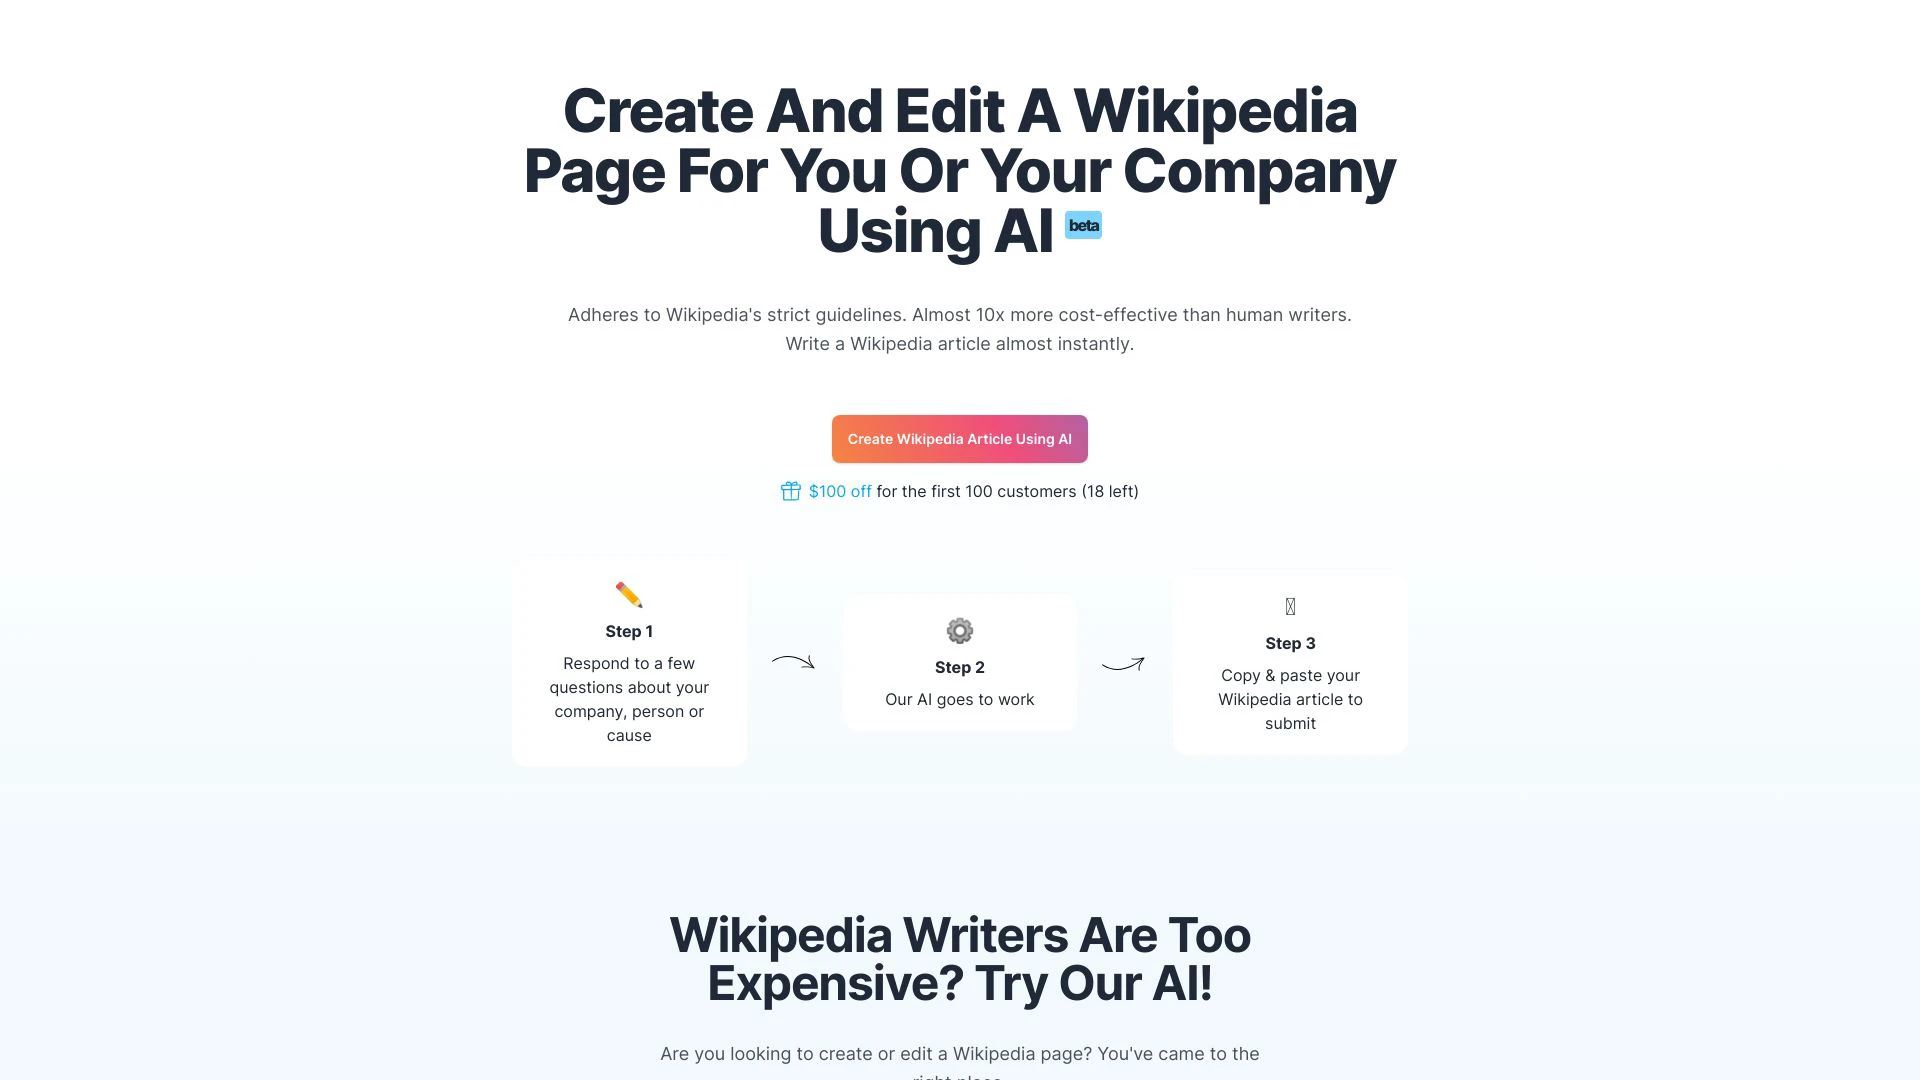 Create And Edit A Wikipedia
Page For You Or Your Company
Using AI beta
Adheres to Wikipedia's strict guidelines. Almost 10x more cost-effective than human writers.
Write a Wikipedia article almost instantly.
Create Wikipedia Article Using AI
$100 off for the first 100 customers (18 left)
Step 1
Respond to a few
questions about your
company, person or
cause
Step 2
Our AI goes to work
Step 3
Copy & paste your
Wikipedia article to
submit
Wikipedia Writers Are Too
Expensive? Try Our AI!
Are you looking to create or edit a Wikipedia page? You've came to the